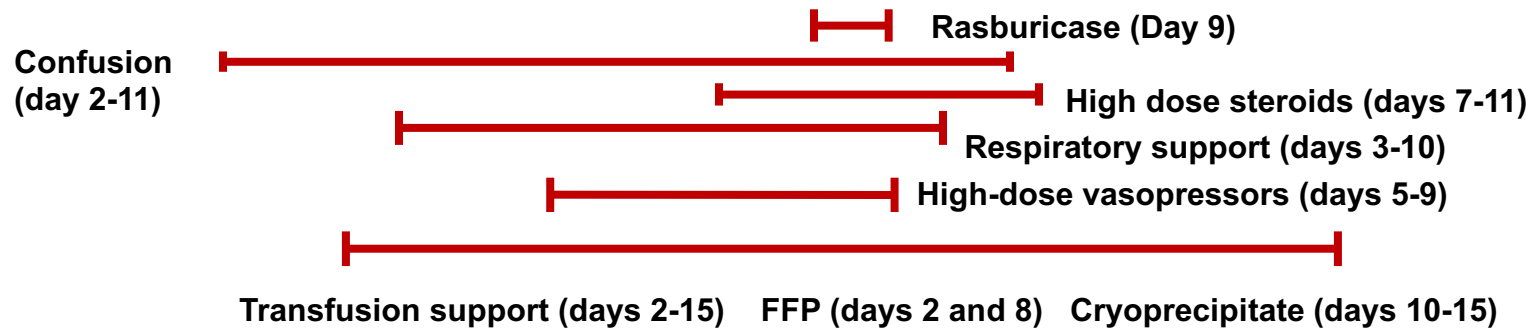 Rasburicase (Day 9)
Confusion
(day 2-11)
High dose steroids (days 7-11)
Respiratory support (days 3-10)
High-dose vasopressors (days 5-9)
Transfusion support (days 2-15) FFP (days 2 and 8) Cryoprecipitate (days 10-15)